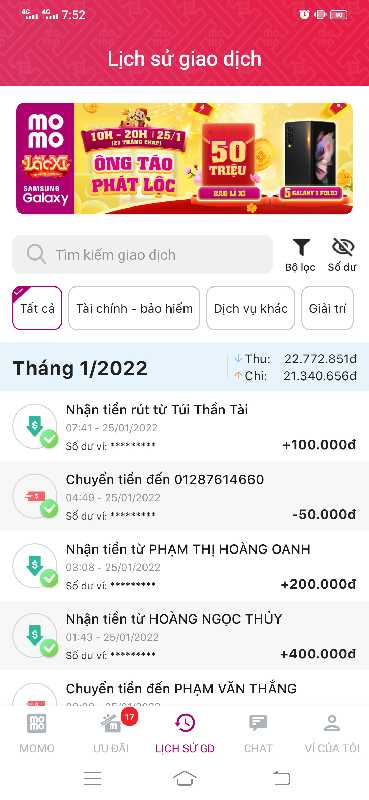 4G 4G 7:52
Lịch sử giao dịch
MOMO
LắcXì
SAMSUNG
Galaxy
10H - 20H | 25/1
(23 THÁNG CHẠP)
ÔNG TÁO
PHÁT LỘC
50
TRIỆU
BAO LÌ XÌ
5 GALAXY Z FOLD3
Tìm kiếm giao dịch
Bộ lọc
Số dư
Tất cả
Tài chính - bảo hiểm
Dịch vụ khác
Giải trí
Tháng 1/2022
Thu: 22.772.851đ
Chi: 21.340.656đ
Nhận tiền rút từ Túi Thần Tài
07:41 - 25/01/2022
Số dư ví: *********
+100.000đ
Chuyển tiền đến 01287614660
04:49 - 25/01/2022
Số dư ví: *********
-50.000đ
Nhận tiền từ PHẠM THỊ HOÀNG OANH
03:08 - 25/01/2022
Số dư ví: *********
+200.000đ
Nhận tiền từ HOÀNG NGỌC THỦY
01:43 - 25/01/2022
Số dư ví: *********
+400.000đ
Chuyển tiền đến PHẠM VĂN THẮNG
MOMO
17
ƯU ĐÃI
LỊCH SỬ GD
CHAT
VÍ CỦA TÔI